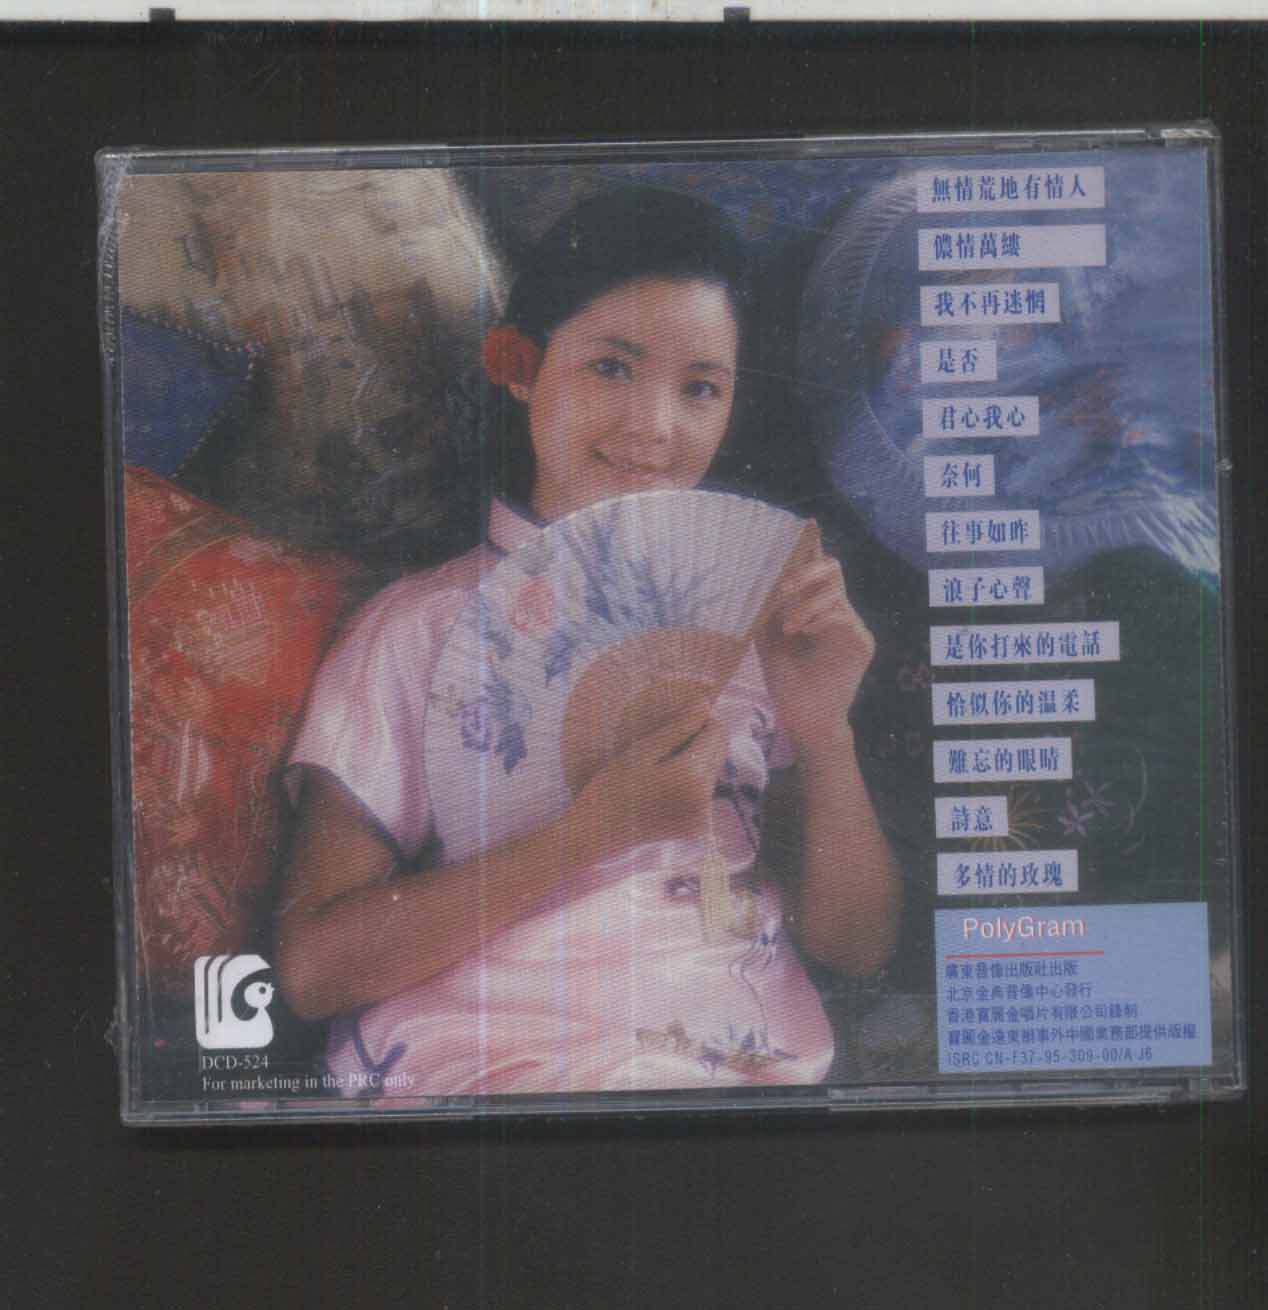 無情荒地有情人
儂情萬縷
我不再迷惘
是否
君心我心
奈何
往事如昨
浪子心聲
是你打來的電話
恰似你的温柔
難忘的眼睛
詩意
多情的玫瑰
PolyGram
廣東音像出版社出版
北京金典音像中心發行
香港寶麗金唱片有限公司錄制
寶麗金遠東辦事外中國業務部提供版權
ISRC CN-F37-95-309-00/A·J6
DCD-524
For marketing in the PRC only